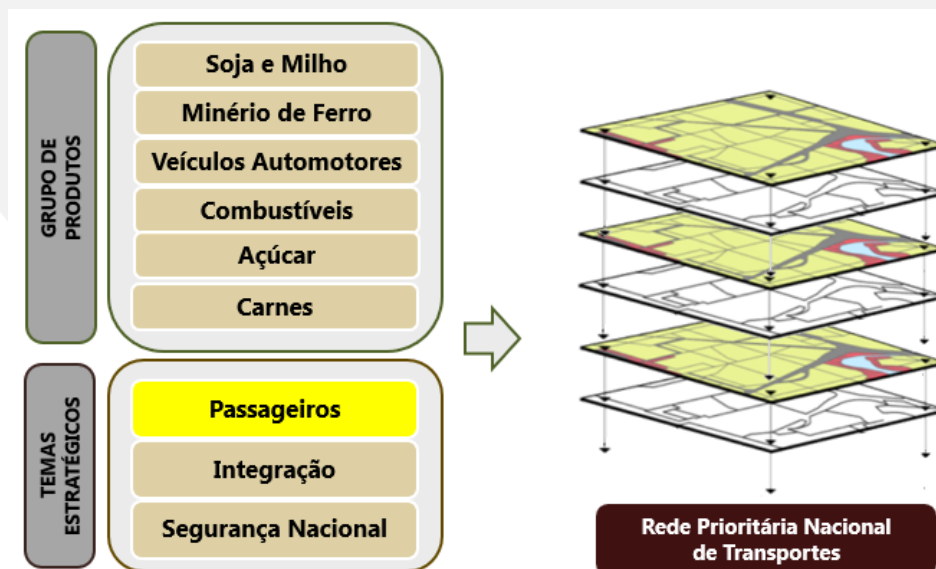 GRUPO DE
PRODUTOS
Soja e Milho
Minério de Ferro
Veículos Automotores
Combustíveis
Açúcar
Carnes
TEMAS
ESTRATÉGICOS
Passageiros
Integração
Segurança Nacional
Rede Prioritária Nacional
de Transportes